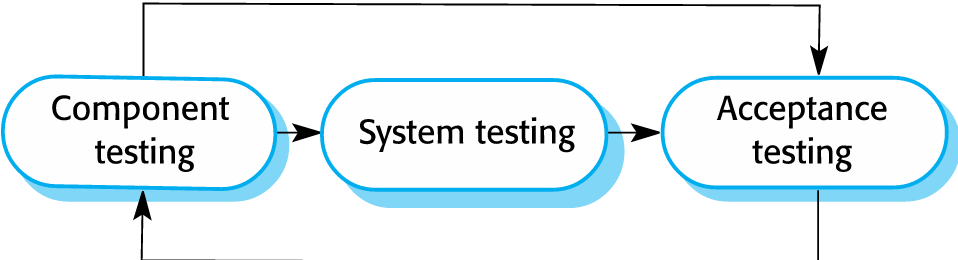 Component
testing
System testing
Acceptance
testing